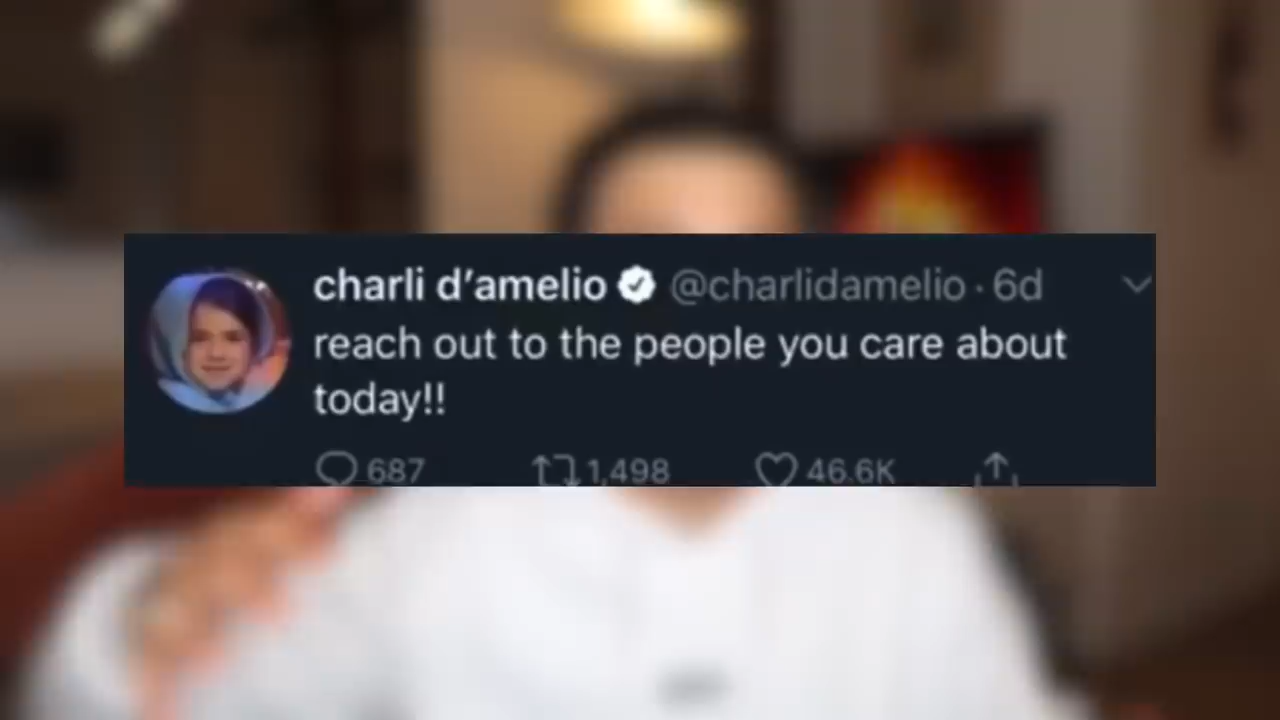 charli d'amelio @charlidamelio · 6d
reach out to the people you care about
today!!
687 1,498 46.6K